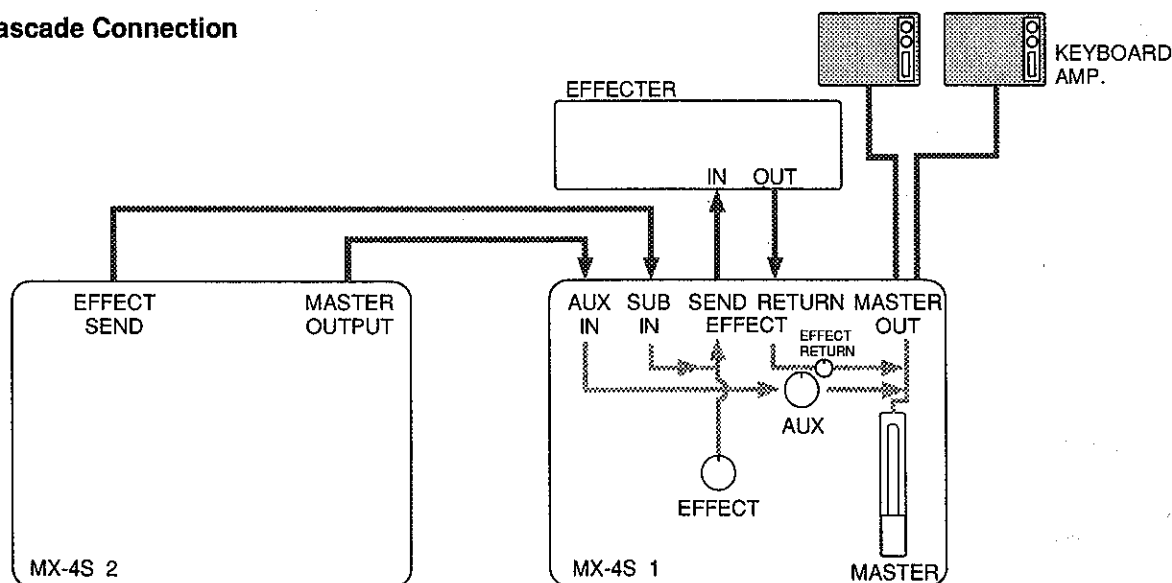 ascade Connection
KEYBOARD
AMP.
EFFECTER
IN OUT
EFFECT
SEND
MASTER
OUTPUT
AUX
IN
SUB
IN
SEND RETURN
EFFECT
MASTER
OUT
EFFECT
RETURN
AUX
EFFECT
MASTER
MX-4S 2
MX-4S 1